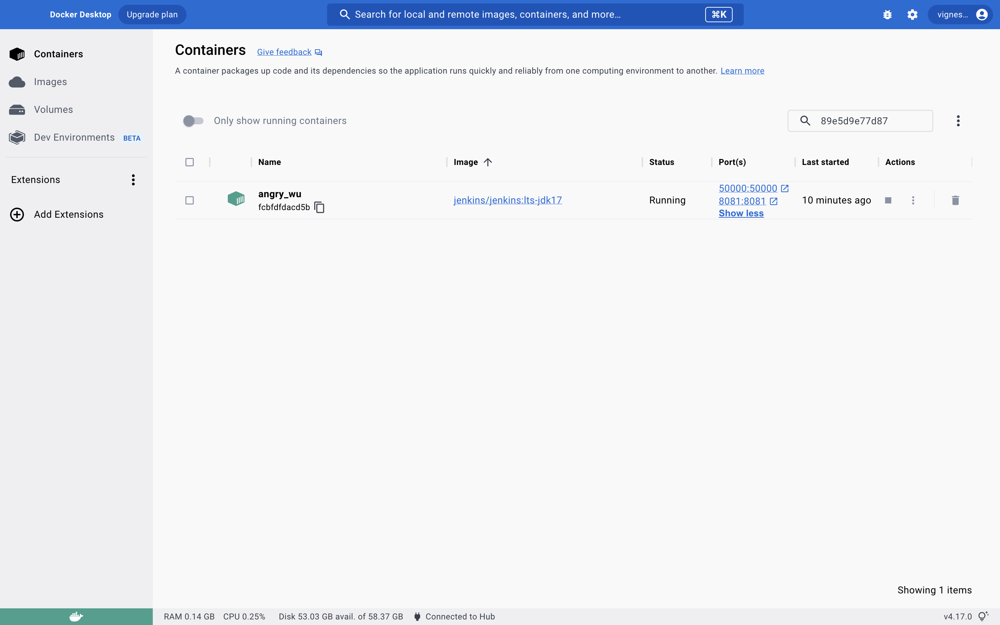 Docker Desktop Upgrade plan Search for local and remote images, containers, and more... ⌘K vignes...
Containers
Images
Volumes
Dev Environments BETA
Extensions
Add Extensions
Containers Give feedback
A container packages up code and its dependencies so the application runs quickly and reliably from one computing environment to another. Learn more
Only show running containers 89e5d9e77d87
Name Image Status Port(s) Last started Actions
angry_wu
fcbfdfdacd5b
jenkins/jenkins:lts-jdk17
Running
50000:50000
8081:8081
Show less
10 minutes ago
Showing 1 items
RAM 0.14 GB CPU 0.25% Disk 53.03 GB avail. of 58.37 GB Connected to Hub v4.17.0